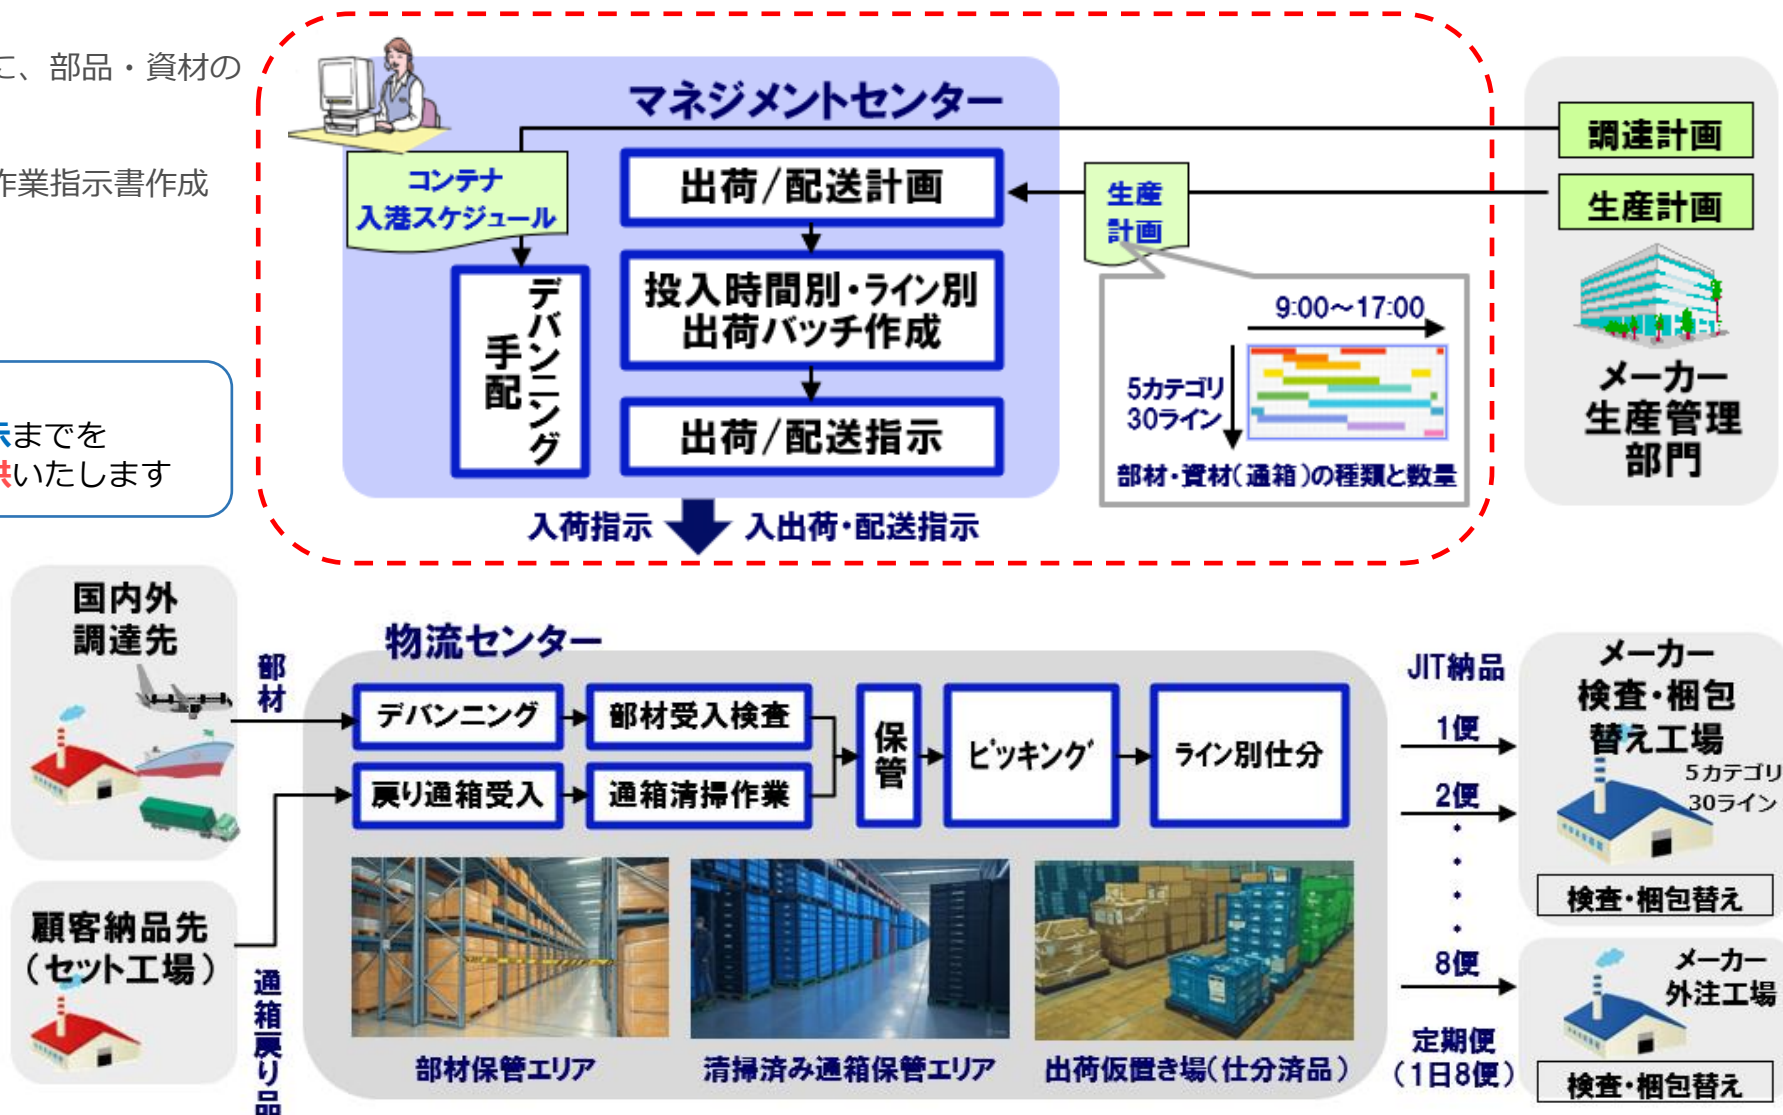 に、部品・資材の
作業指示書作成
示までを
供いたします
マネジメントセンター
コンテナ
入港スケジュール
デバンニング
手配
出荷/配送計画
投入時間別・ライン別
出荷バッチ作成
出荷/配送指示
生産
計画
9:00～17:00
5カテゴリ
30ライン
部材・資材(通箱)の種類と数量
調達計画
生産計画
メーカー
生産管理
部門
入荷指示
入出荷・配送指示
国内外
調達先
部材
顧客納品先
(セット工場)
通箱戻り品
物流センター
デバンニング
部材受入検査
戻り通箱受入
通箱清掃作業
保管
ピッキング
ライン別仕分
部材保管エリア
清掃済み通箱保管エリア
出荷仮置き場(仕分済品)
JIT納品
1便
2便
・
・
・
・
8便
定期便
(1日8便)
メーカー
検査・梱包
替え工場
5カテゴリ
30ライン
検査・梱包替え
メーカー
外注工場
検査・梱包替え